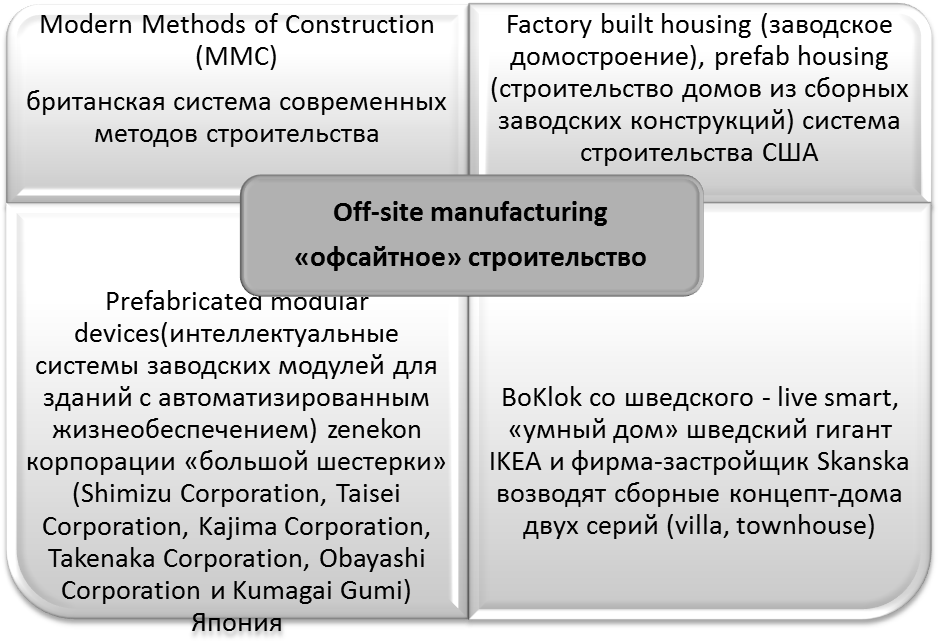 Modern Methods of Construction
(MMC)
британская система современных
методов строительства
Factory built housing (заводское
домостроение), prefab housing
(строительство домов из сборных
заводских конструкций) система
строительства США
Off-site manufacturing
«офсайтное» строительство
Prefabricated modular
devices(интеллектуальные
системы заводских модулей для
зданий с автоматизированным
жизнеобеспечением) zenekon
корпорации «большой шестерки»
(Shimizu Corporation, Taisei
Corporation, Kajima Corporation,
Takenaka Corporation, Obayashi
Corporation и Kumagai Gumi)
Япония
BoKlok со шведского - live smart,
«умный дом» шведский гигант
IKEA и фирма-застройщик Skanska
возводят сборные концепт-дома
двух серий (villa, townhouse)